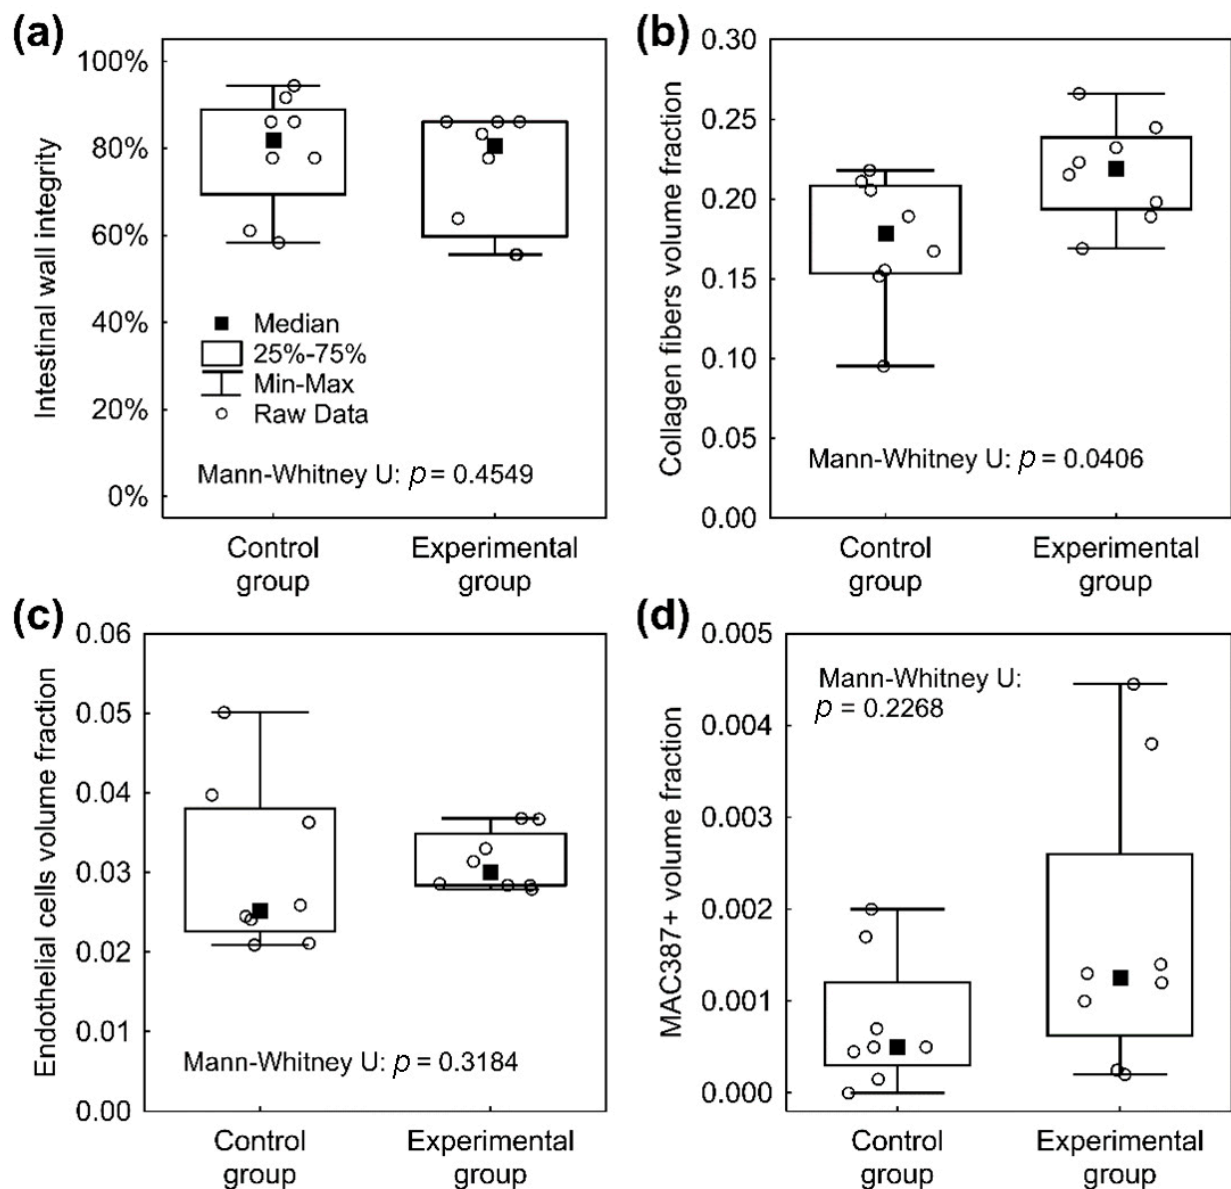 (a)
100%
80%
60%
40%
20%
0%
Intestinal wall integrity
Median
25%-75%
Min-Max
Raw Data
Mann-Whitney U: p = 0.4549
Control
group
Experimental
group
(b)
0.30
0.25
0.20
0.15
0.10
0.05
0.00
Collagen fibers volume fraction
Mann-Whitney U: p = 0.0406
Control
group
Experimental
group
(c)
0.06
0.05
0.04
0.03
0.02
0.01
0.00
Endothelial cells volume fraction
Mann-Whitney U: p = 0.3184
Control
group
Experimental
group
(d)
0.005
0.004
0.003
0.002
0.001
0.000
MAC387+ volume fraction
Mann-Whitney U:
p = 0.2268
Control
group
Experimental
group